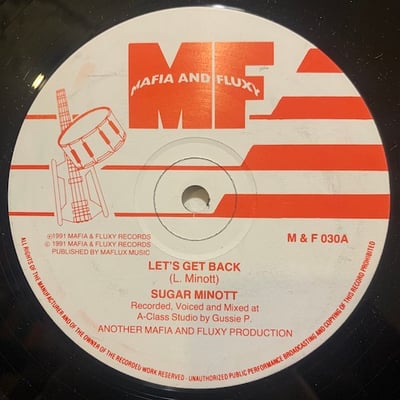 MF
MAFIA AND FLUXY
℗1991 MAFIA & FLUXY RECORDS
©1991 MAFIA & FLUXY RECORDS
PUBLISHED BY MAFLUX MUSIC
M & F 030A
LET'S GET BACK
(L. Minott)
SUGAR MINOTT
Recorded, Voiced and Mixed at
A-Class Studio by Gussie P.
ANOTHER MAFIA AND FLUXY PRODUCTION
ALL RIGHTS OF THE MANUFACTURER AND OF THE OWNER OF THE RECORDED WORK RESERVED - UNAUTHORIZED PUBLIC PERFORMANCE BROADCASTING AND COPYING OF THIS RECORD PROHIBITED